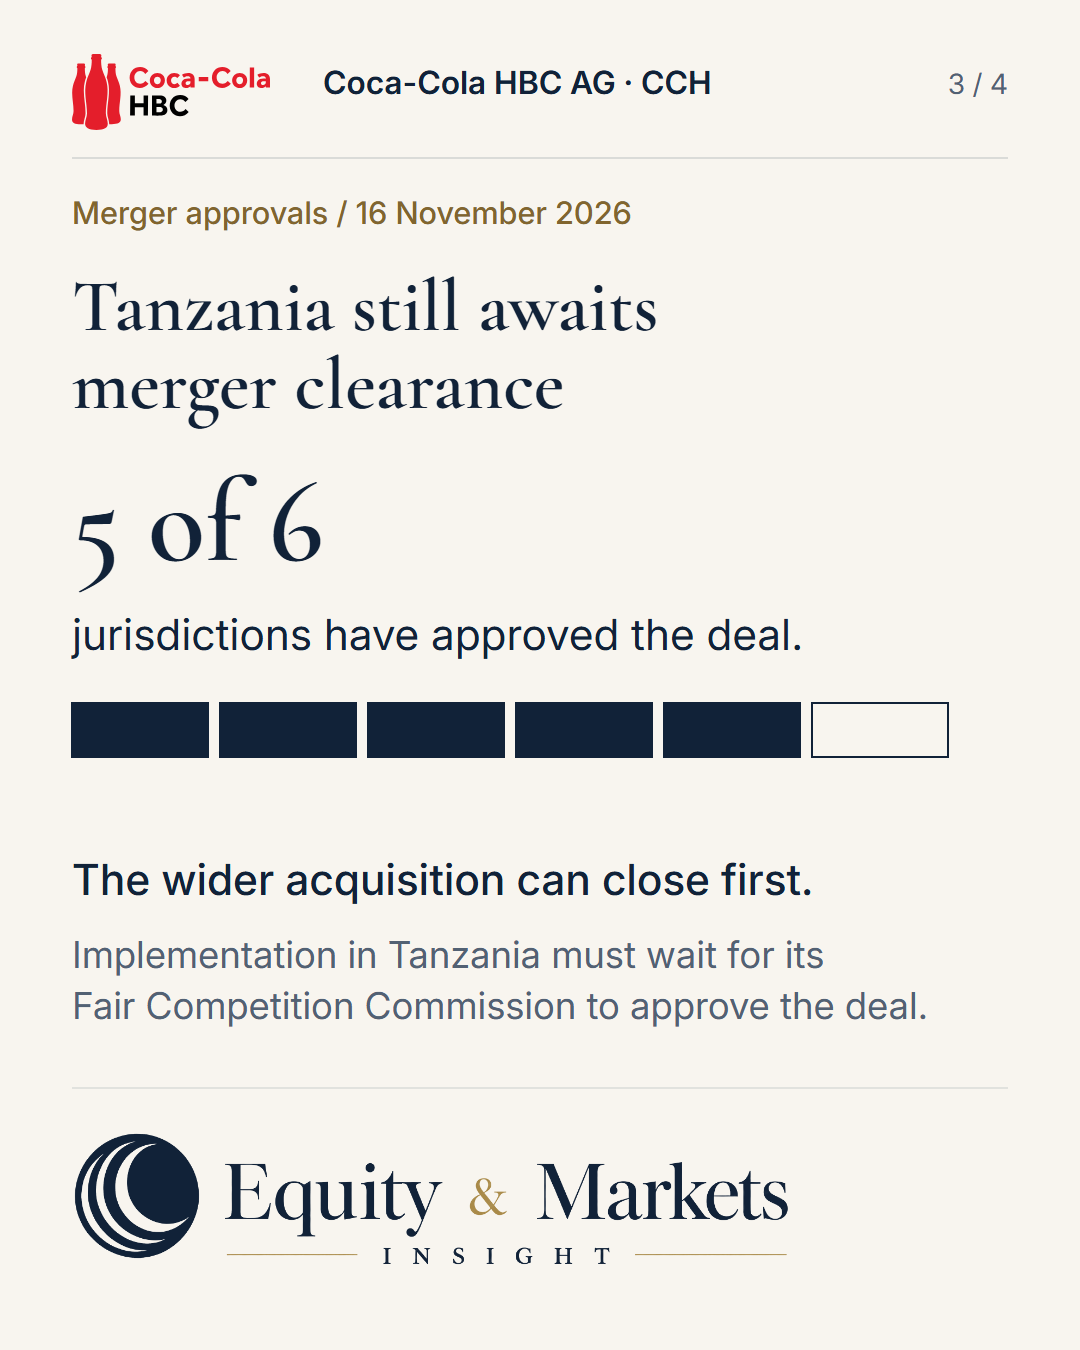 Coca-Cola
HBC
Coca-Cola HBC AG · CCH
3 / 4
Merger approvals / 16 November 2026
Tanzania still awaits
merger clearance
5 of 6
jurisdictions have approved the deal.
The wider acquisition can close first.
Implementation in Tanzania must wait for its
Fair Competition Commission to approve the deal.
Equity & Markets
INSIGHT